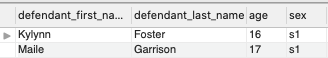 defendant_first_na... defendant_last_name age sex
Kylynn Foster 16 s1
Maile Garrison 17 s1